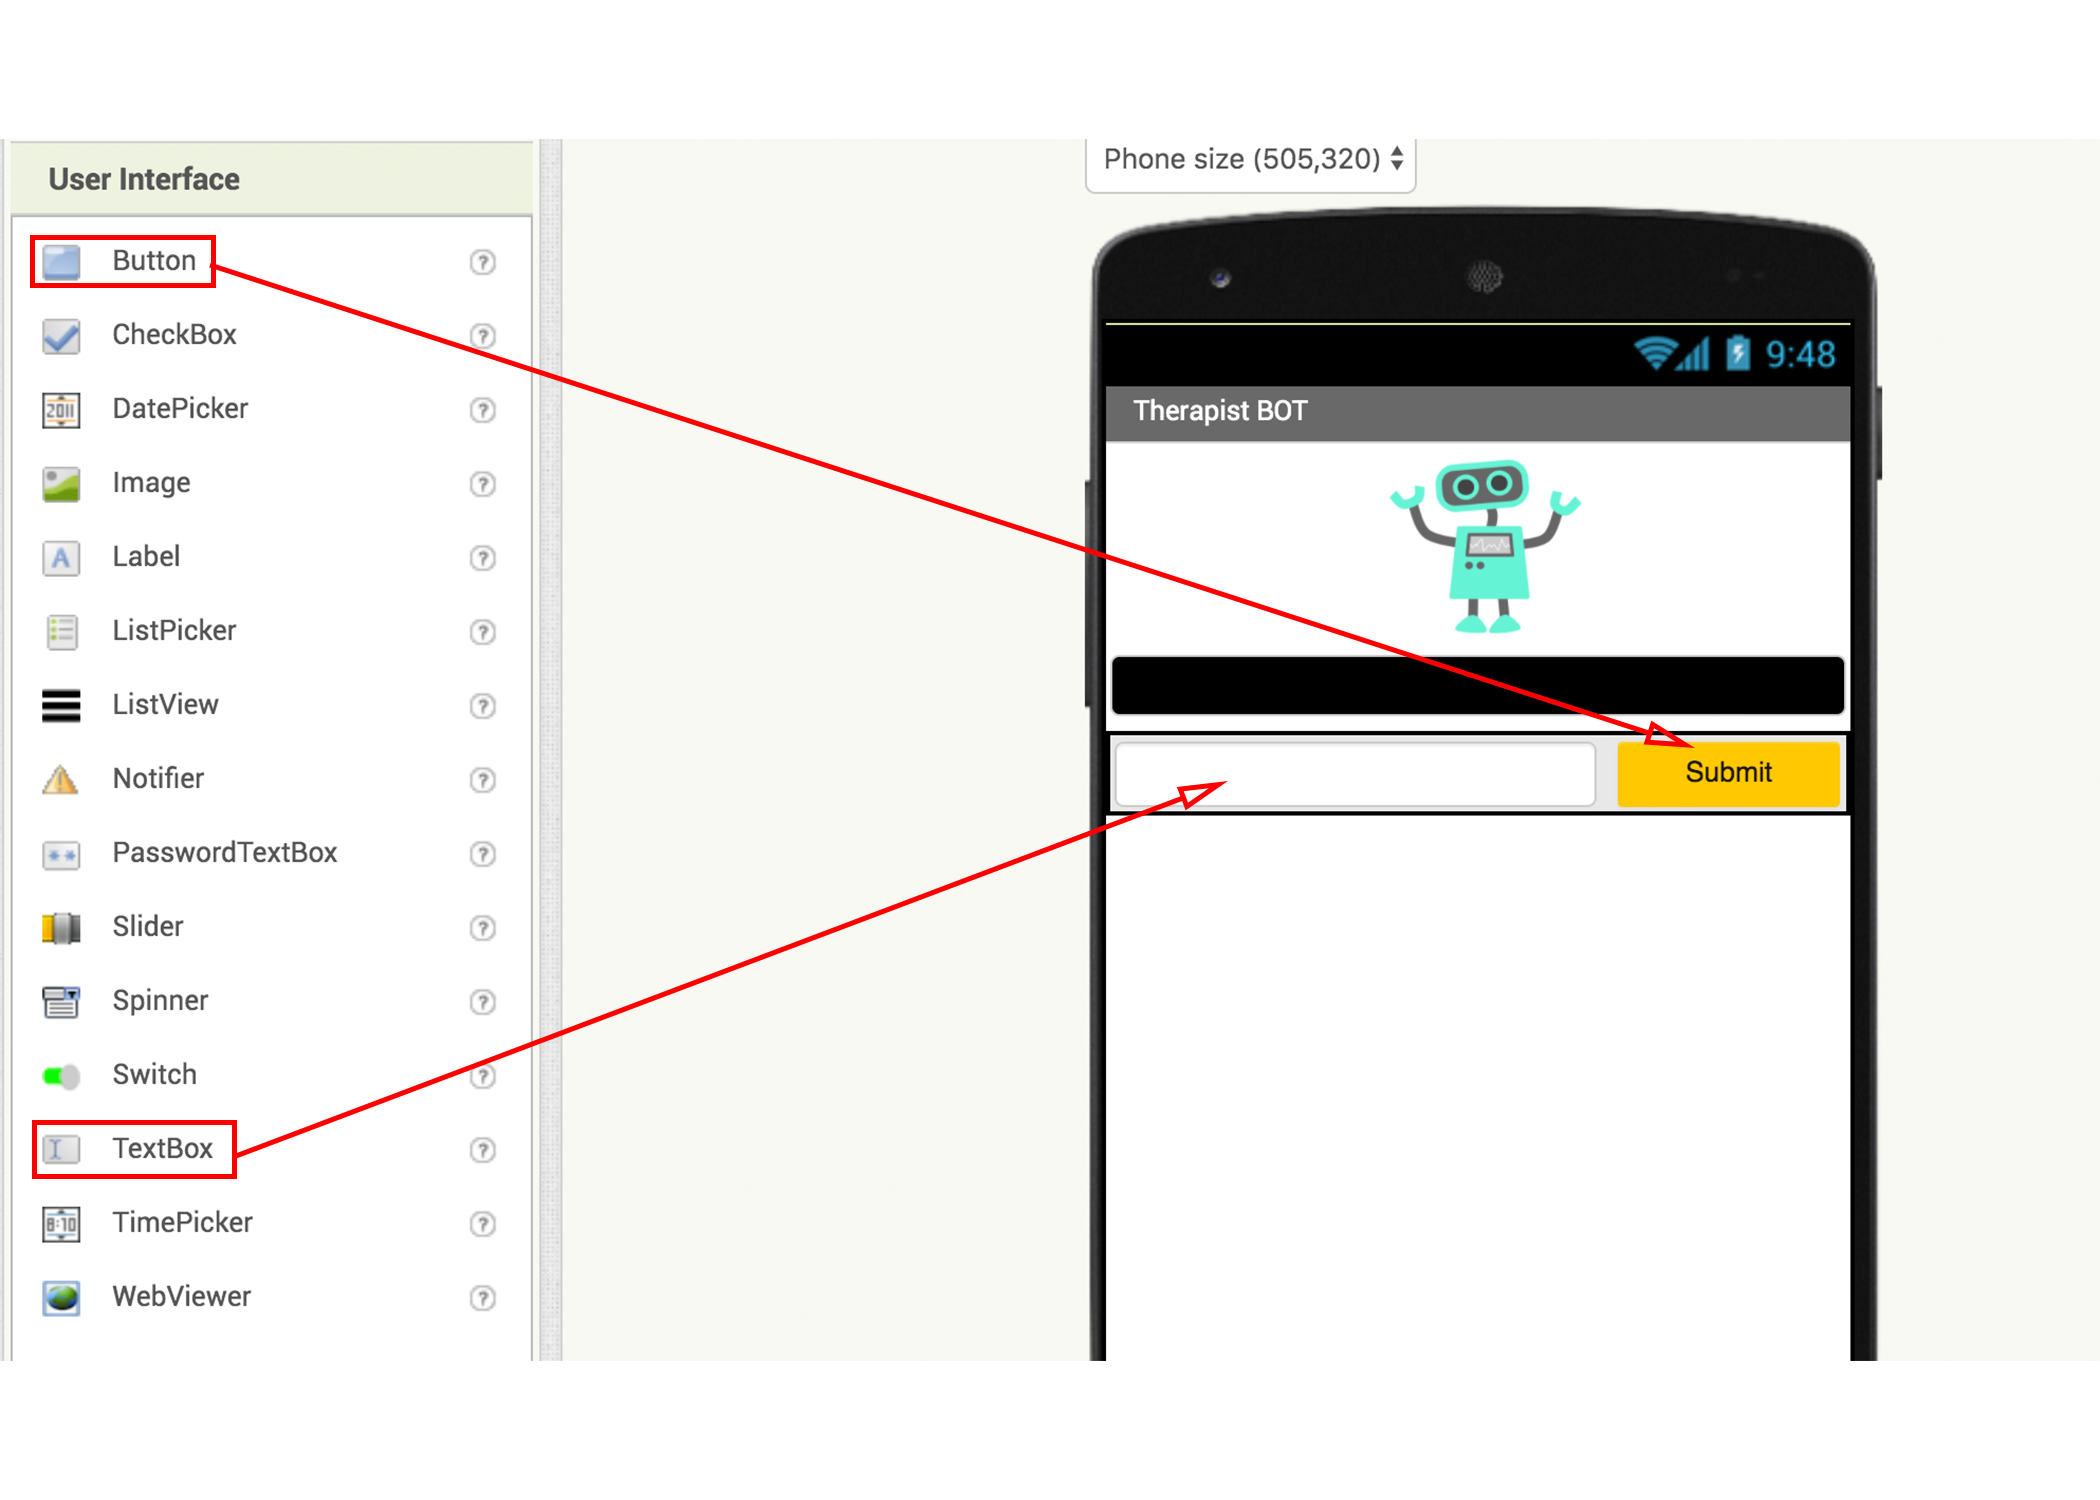 User Interface
Button
CheckBox
DatePicker
Image
Label
ListPicker
ListView
Notifier
PasswordTextBox
Slider
Spinner
Switch
TextBox
TimePicker
WebViewer
Phone size (505,320)
9:48
Therapist BOT
Submit